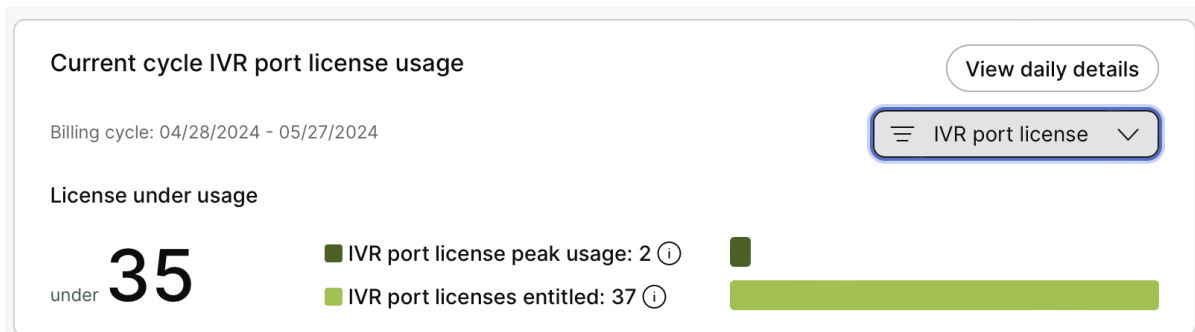 Current cycle IVR port license usage
View daily details
Billing cycle: 04/28/2024 - 05/27/2024
IVR port license
License under usage
under 35
IVR port license peak usage: 2
IVR port licenses entitled: 37